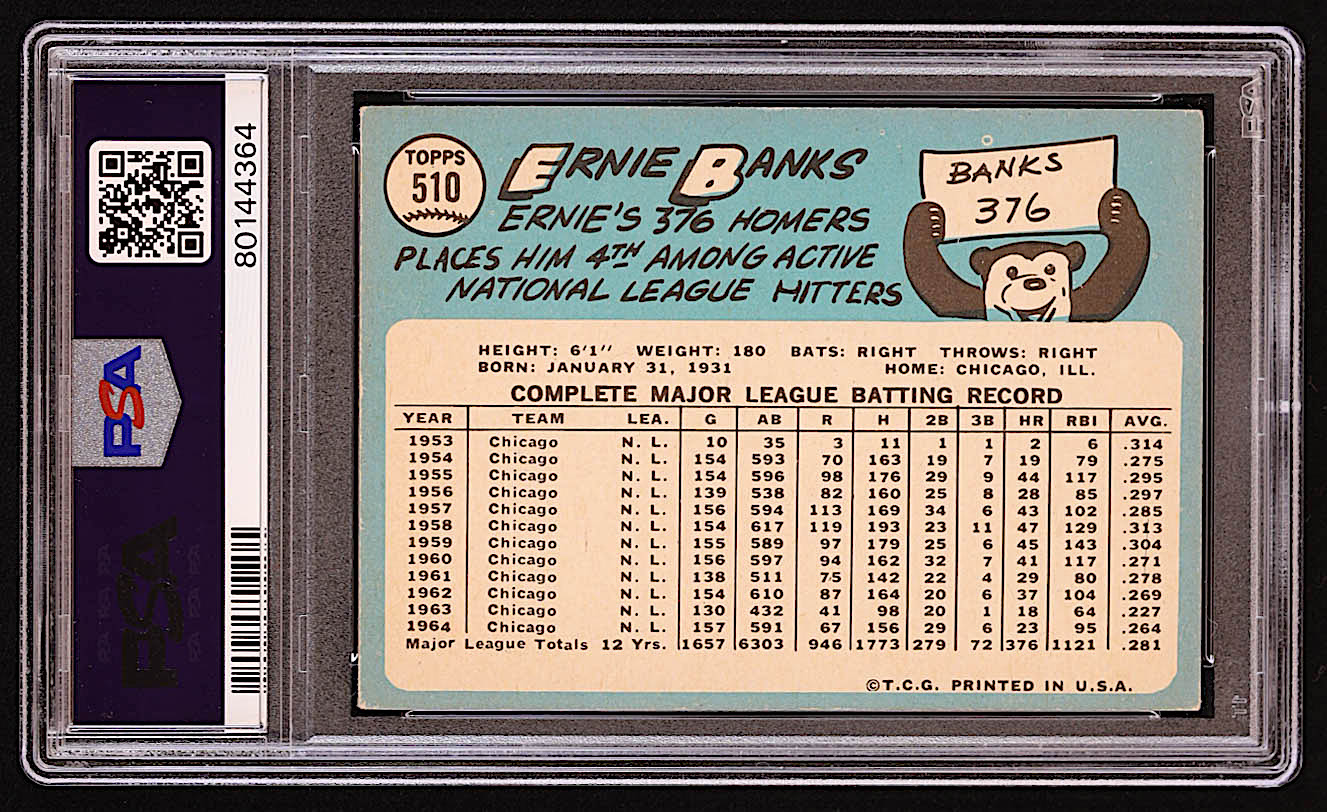 80144364
PSA
PSA
TOPPS
510
ERNIE BANKS
ERNIE'S 376 HOMERS
PLACES HIM 4TH AMONG ACTIVE
NATIONAL LEAGUE HITTERS
BANKS
376
HEIGHT: 6'1" WEIGHT: 180 BATS: RIGHT THROWS: RIGHT
BORN: JANUARY 31, 1931 HOME: CHICAGO, ILL.
COMPLETE MAJOR LEAGUE BATTING RECORD
YEAR TEAM LEA. G AB R H 2B 3B HR RBI AVG.
1953 Chicago N. L. 10 35 3 11 1 1 2 6 .314
1954 Chicago N. L. 154 593 70 163 19 7 19 79 .275
1955 Chicago N. L. 154 596 98 176 29 9 44 117 .295
1956 Chicago N. L. 139 538 82 160 25 8 28 85 .297
1957 Chicago N. L. 156 594 113 169 34 6 43 102 .285
1958 Chicago N. L. 154 617 119 193 23 11 47 129 .313
1959 Chicago N. L. 155 589 97 179 25 6 45 143 .304
1960 Chicago N. L. 156 597 94 162 32 7 41 117 .271
1961 Chicago N. L. 138 511 75 142 22 4 29 80 .278
1962 Chicago N. L. 154 610 87 164 20 6 37 104 .269
1963 Chicago N. L. 130 432 41 98 20 1 18 64 .227
1964 Chicago N. L. 157 591 67 156 29 6 23 95 .264
Major League Totals 12 Yrs. 1657 6303 946 1773 279 72 376 1121 .281
©T.C.G. PRINTED IN U.S.A.
PSA